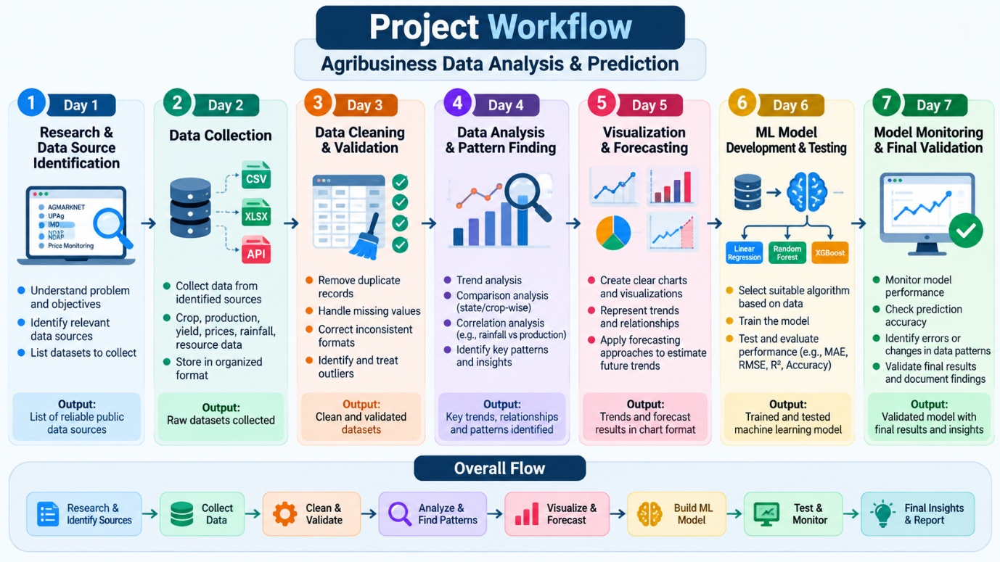 Project Workflow
Agribusiness Data Analysis & Prediction
1
Day 1
Research &
Data Source
Identification
AGMARKNET
UPAg
IMD
NDAP
Price Monitoring
Understand problem
and objectives
Identify relevant
data sources
List datasets to collect
Output:
List of reliable public
data sources
2
Day 2
Data Collection
CSV
XLSX
API
Collect data from
identified sources
Crop, production,
yield, prices, rainfall,
resource data
Store in organized
format
Output:
Raw datasets collected
3
Day 3
Data Cleaning
& Validation
Remove duplicate
records
Handle missing values
Correct inconsistent
formats
Identify and treat
outliers
Output:
Clean and validated
datasets
4
Day 4
Data Analysis
& Pattern Finding
Trend analysis
Comparison analysis
(state/crop-wise)
Correlation analysis
(e.g., rainfall vs production)
Identify key patterns
and insights
Output:
Key trends, relationships
and patterns identified
5
Day 5
Visualization
& Forecasting
Create clear charts
and visualizations
Represent trends
and relationships
Apply forecasting
approaches to estimate
future trends
Output:
Trends and forecast
results in chart format
6
Day 6
ML Model
Development & Testing
Linear
Regression
Random
Forest
XGBoost
Select suitable algorithm
based on data
Train the model
Test and evaluate
performance (e.g., MAE,
RMSE, R², Accuracy)
Output:
Trained and tested
machine learning model
7
Day 7
Model Monitoring
& Final Validation
Monitor model
performance
Check prediction
accuracy
Identify errors or
changes in data patterns
Validate final results
and document findings
Output:
Validated model with
final results and insights
Overall Flow
Research &
Identify Sources
Collect
Data
Clean &
Validate
Analyze &
Find Patterns
Visualize &
Forecast
Build ML
Model
Test &
Monitor
Final Insights
& Report